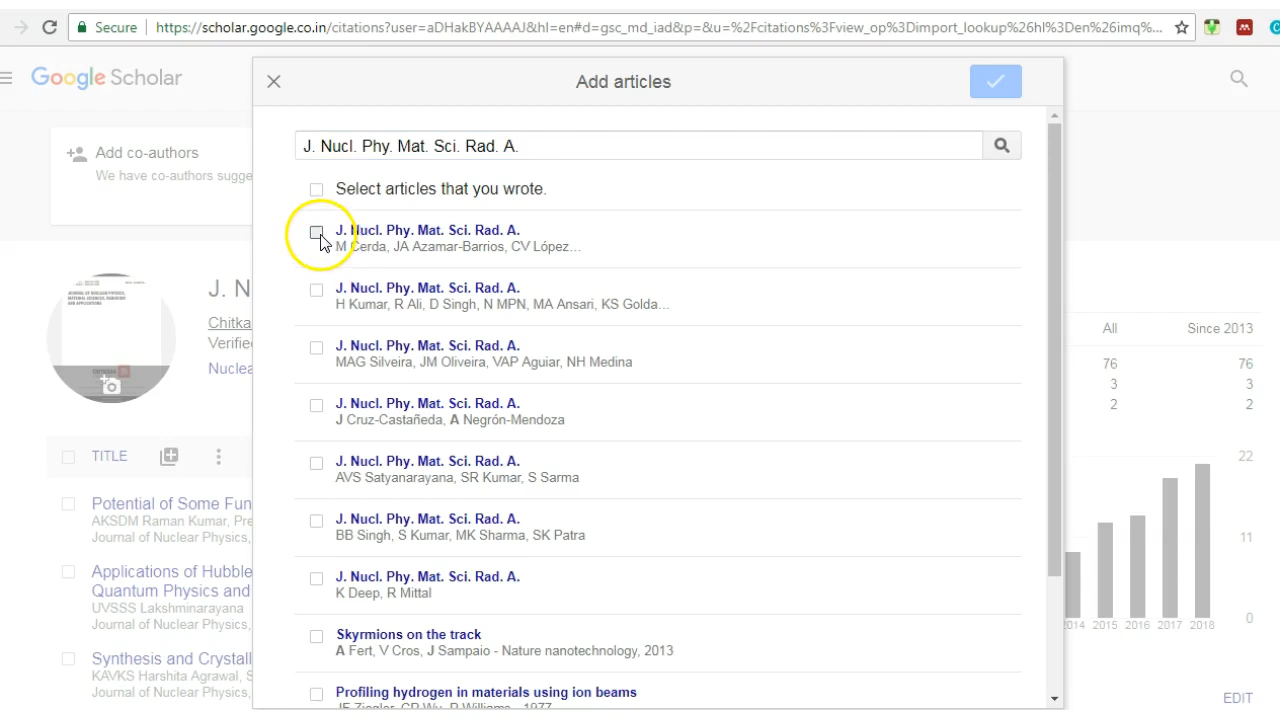 Secure
https://scholar.google.co.in/citations?user=aDHakBYAAAAJ&hl=en#d=gsc_md_iad&p=&u=%2Fcitations%3Fview_op%3Dimport_lookup%26hl%3Den%26imq%...
Google Scholar
Add articles
Add co-authors
We have co-authors sugge
J. Nucl. Phy. Mat. Sci. Rad. A.
Select articles that you wrote.
J. Nucl. Phy. Mat. Sci. Rad. A.
M Cerda, JA Azamar-Barrios, CV López...
J. Nucl. Phy. Mat. Sci. Rad. A.
H Kumar, R Ali, D Singh, N MPN, MA Ansari, KS Golda...
J. Nucl. Phy. Mat. Sci. Rad. A.
MAG Silveira, JM Oliveira, VAP Aguiar, NH Medina
J. Nucl. Phy. Mat. Sci. Rad. A.
J Cruz-Castañeda, A Negrón-Mendoza
J. Nucl. Phy. Mat. Sci. Rad. A.
AVS Satyanarayana, SR Kumar, S Sarma
J. Nucl. Phy. Mat. Sci. Rad. A.
BB Singh, S Kumar, MK Sharma, SK Patra
J. Nucl. Phy. Mat. Sci. Rad. A.
K Deep, R Mittal
Skyrmions on the track
A Fert, V Cros, J Sampaio - Nature nanotechnology, 2013
Profiling hydrogen in materials using ion beams
JF Ziegler, CP Wu, P Williams - 1977
J. N
Chitka
Verifie
Nuclea
TITLE
Potential of Some Fun
AKSDM Raman Kumar, Pre
Journal of Nuclear Physics,
Applications of Hubble
Quantum Physics and
UVSSS Lakshminarayana
Journal of Nuclear Physics,
Synthesis and Crystall
KAVKS Harshita Agrawal, S
Journal of Nuclear Physics,
All Since 2013
76 76
3 3
2 2
22
11
0
2014 2015 2016 2017 2018
EDIT